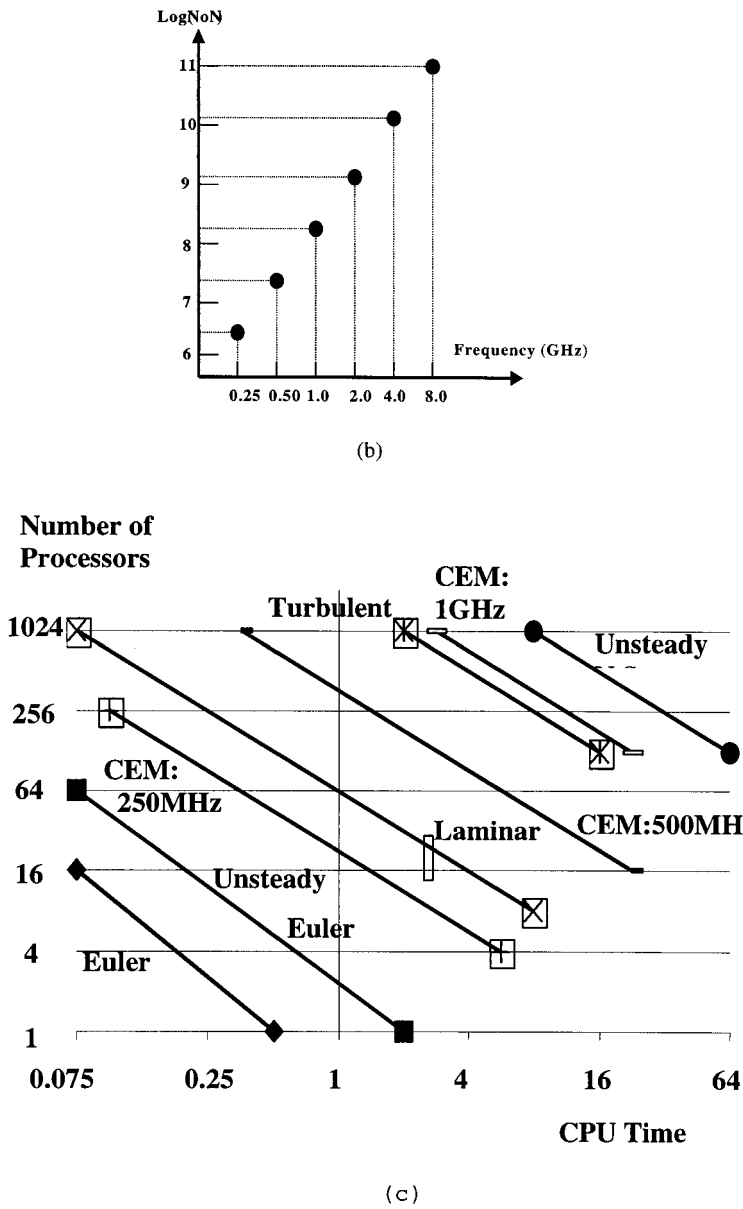 Log(NoN)
11
10
9
8
7
6
Frequency (GHz)
0.25 0.50 1.0 2.0 4.0 8.0
(b)
Number of
Processors
CEM:
1GHz
Turbulent
Unsteady
1024
256
CEM:
250MHz
64
Laminar
CEM:500MH
16
Unsteady
Euler
4
Euler
1
0.075 0.25 1 4 16 64
CPU Time
(c)